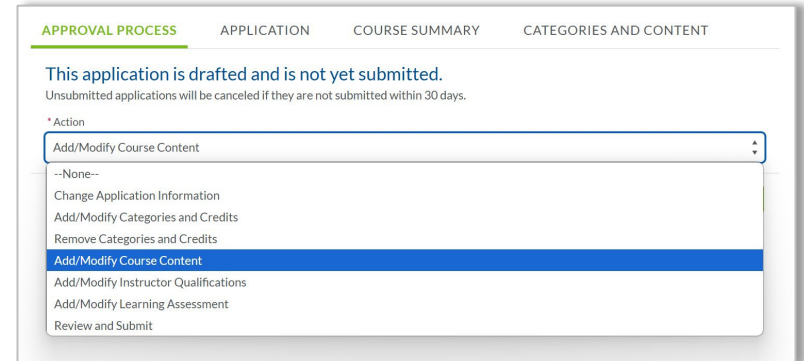 APPROVAL PROCESS APPLICATION COURSE SUMMARY CATEGORIES AND CONTENT
This application is drafted and is not yet submitted.
Unsubmitted applications will be canceled if they are not submitted within 30 days.
* Action
Add/Modify Course Content
--None--
Change Application Information
Add/Modify Categories and Credits
Remove Categories and Credits
Add/Modify Course Content
Add/Modify Instructor Qualifications
Add/Modify Learning Assessment
Review and Submit